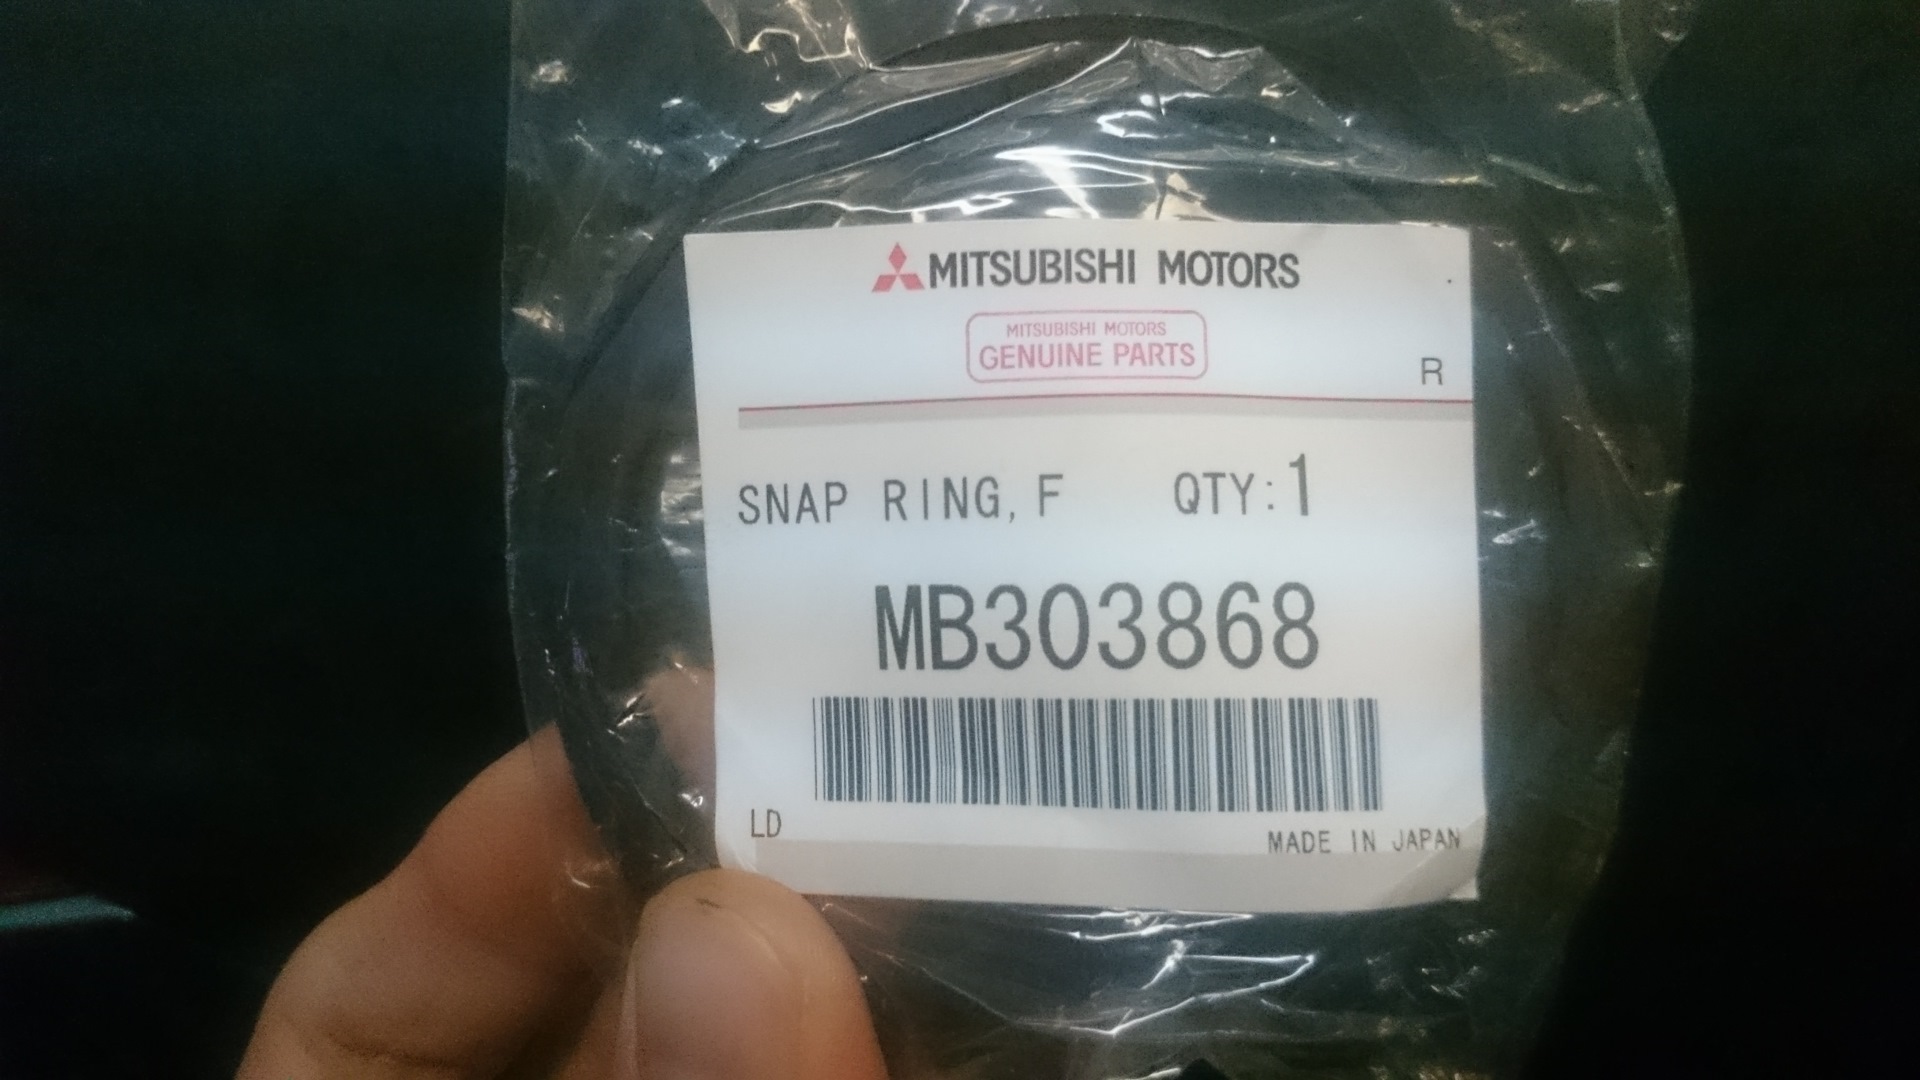 MITSUBISHI MOTORS
MITSUBISHI MOTORS
GENUINE PARTS
R
SNAP RING, F QTY:1
MB303868
LD
MADE IN JAPAN